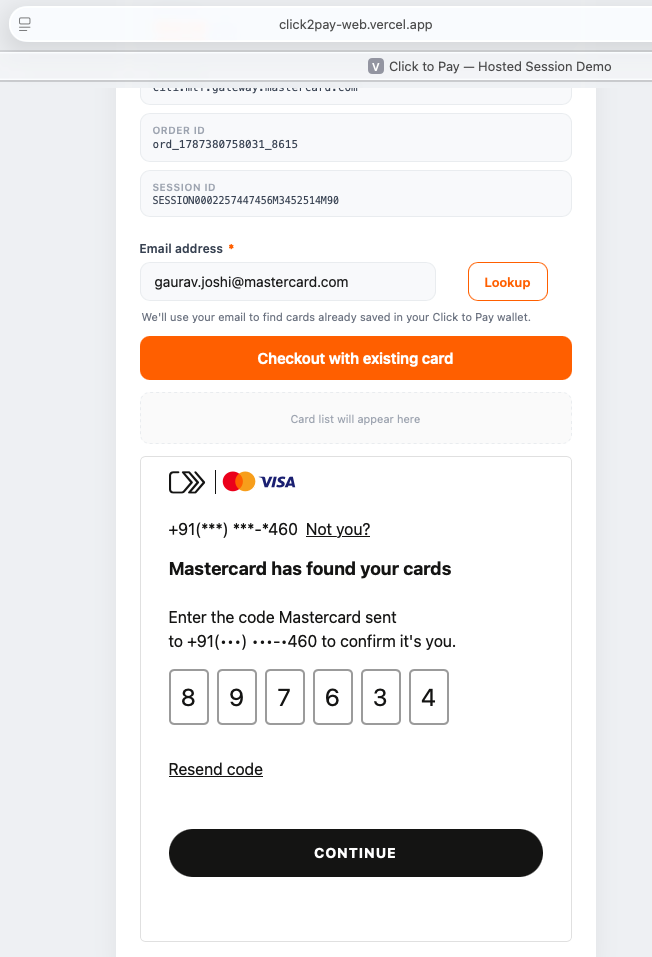 click2pay-web.vercel.app
V Click to Pay — Hosted Session Demo
citi.mtf.gateway.mastercard.com
ORDER ID
ord_1787380758031_8615
SESSION ID
SESSION0002257447456M3452514M90
Email address *
gaurav.joshi@mastercard.com
Lookup
We'll use your email to find cards already saved in your Click to Pay wallet.
Checkout with existing card
Card list will appear here
VISA
+91(***) ***-*460 Not you?
Mastercard has found your cards
Enter the code Mastercard sent
to +91(•••) •••-•460 to confirm it's you.
8 9 7 6 3 4
Resend code
CONTINUE